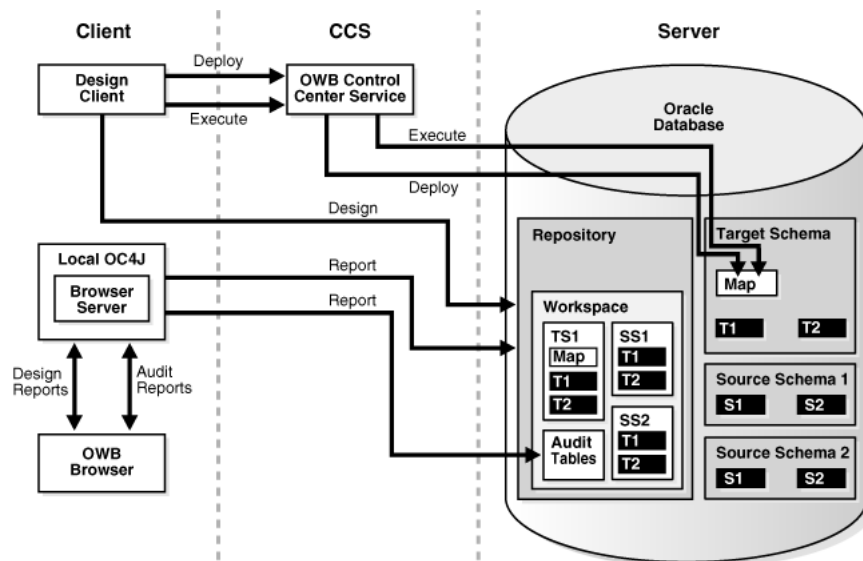 Client
CCS
Server
Design
Client
Deploy
Execute
OWB Control
Center Service
Oracle
Database
Execute
Deploy
Design
Local OC4J
Browser
Server
Report
Report
Design
Reports
Audit
Reports
OWB
Browser
Repository
Workspace
TS1
Map
T1
T2
SS1
T1
T2
Audit
Tables
SS2
T1
T2
Target Schema
Map
T1
T2
Source Schema 1
S1
S2
Source Schema 2
S1
S2